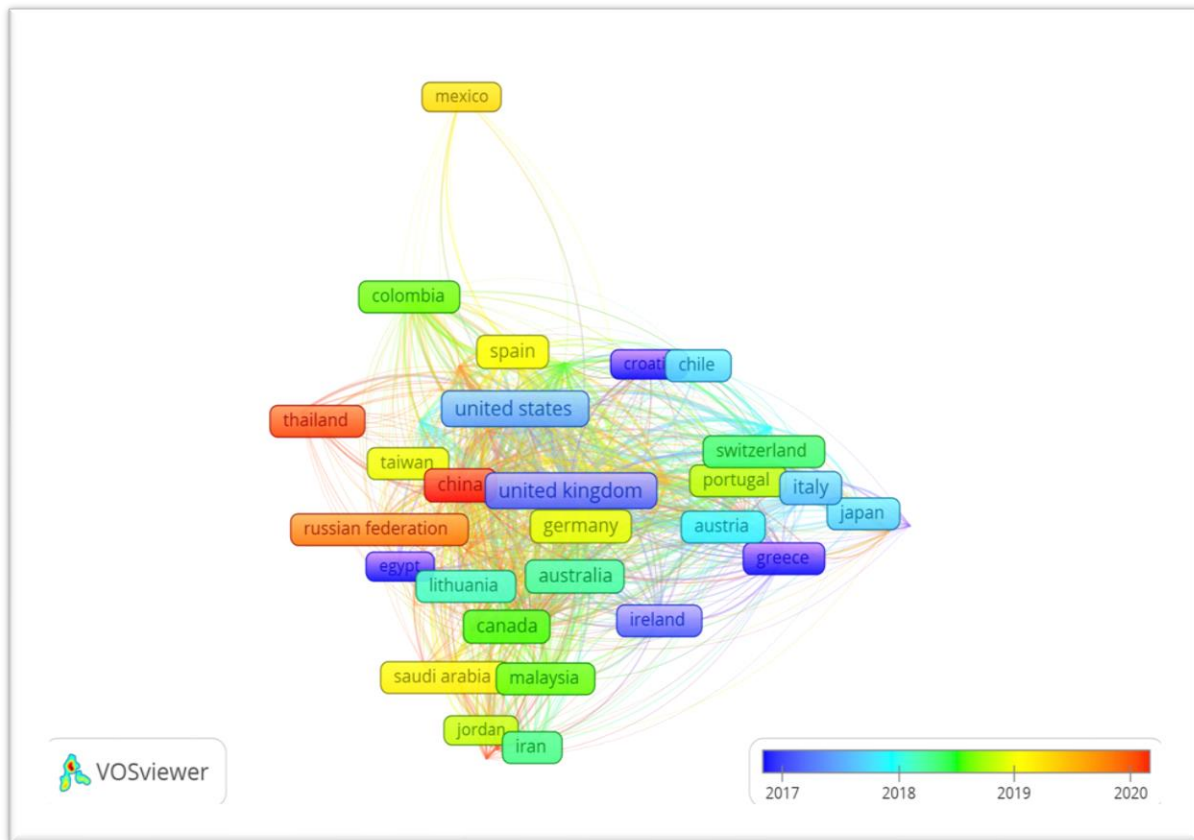 mexico
colombia
spain
croati
chile
united states
thailand
switzerland
taiwan
portugal
china
united kingdom
italy
japan
russian federation
germany
austria
greece
egypt
lithuania
australia
ireland
canada
saudi arabia
malaysia
jordan
iran
VOSviewer
2017 2018 2019 2020